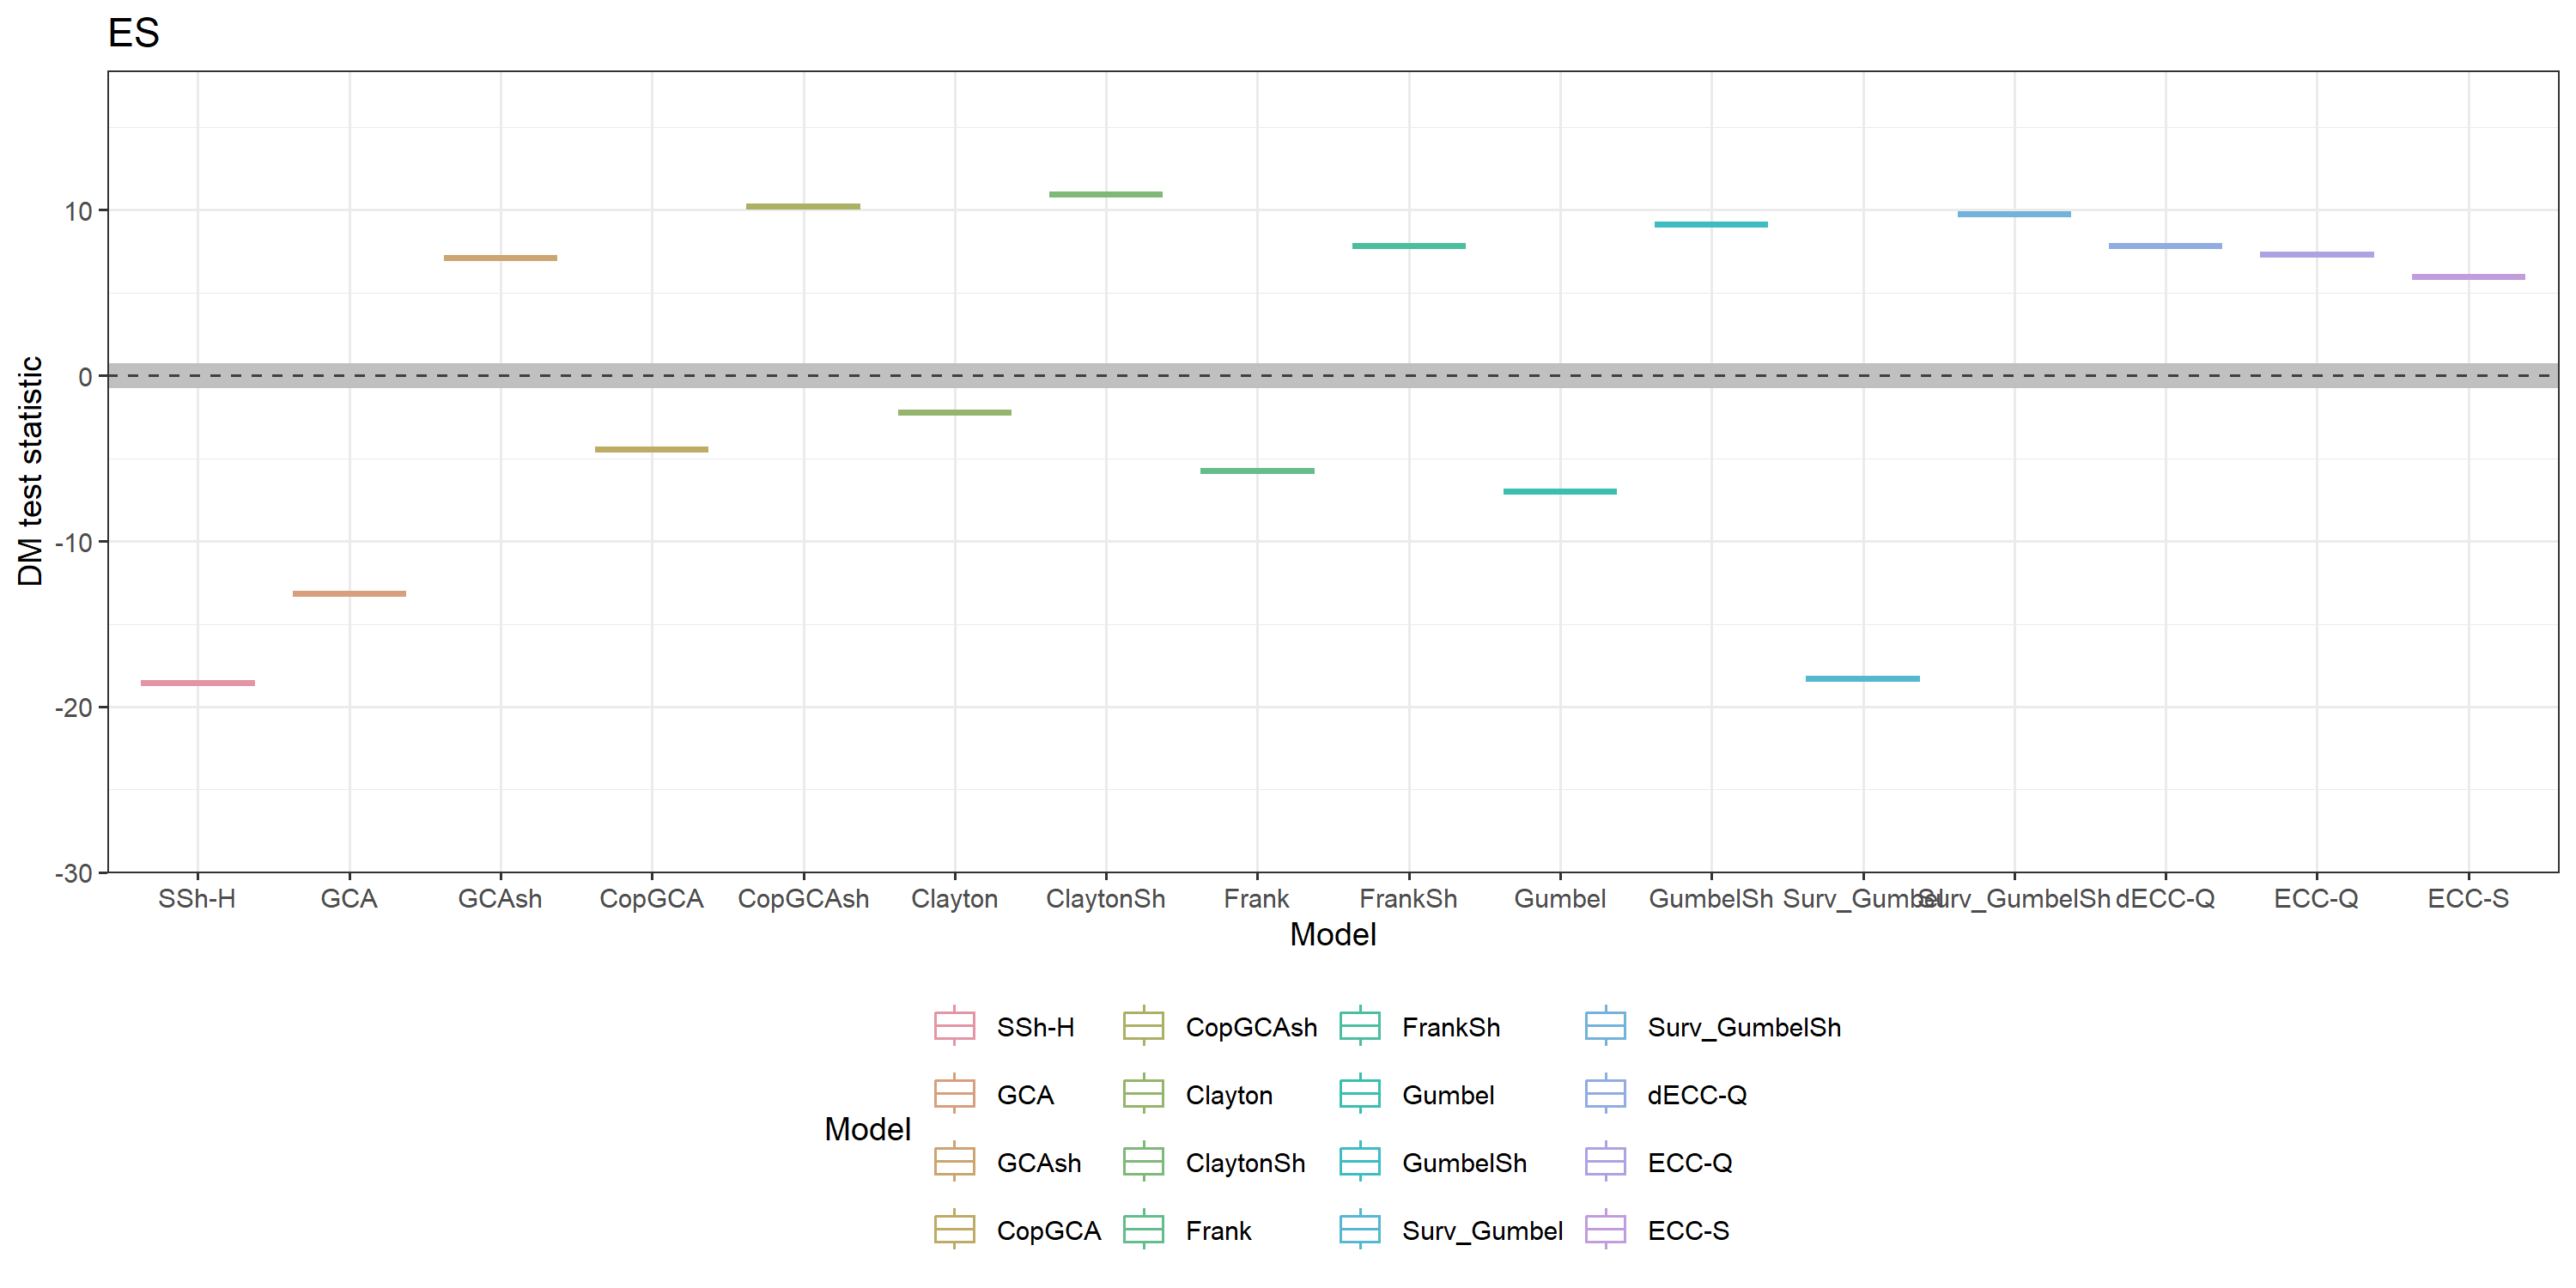 ES
DM test statistic
10
0
-10
-20
-30
SSh-H GCA GCAsh CopGCA CopGCAsh Clayton ClaytonSh Frank FrankSh Gumbel GumbelSh Surv_Gumbel Surv_GumbelSh dECC-Q ECC-Q ECC-S
Model
Model
SSh-H CopGCAsh FrankSh Surv_GumbelSh
GCA Clayton Gumbel dECC-Q
GCAsh ClaytonSh GumbelSh ECC-Q
CopGCA Frank Surv_Gumbel ECC-S